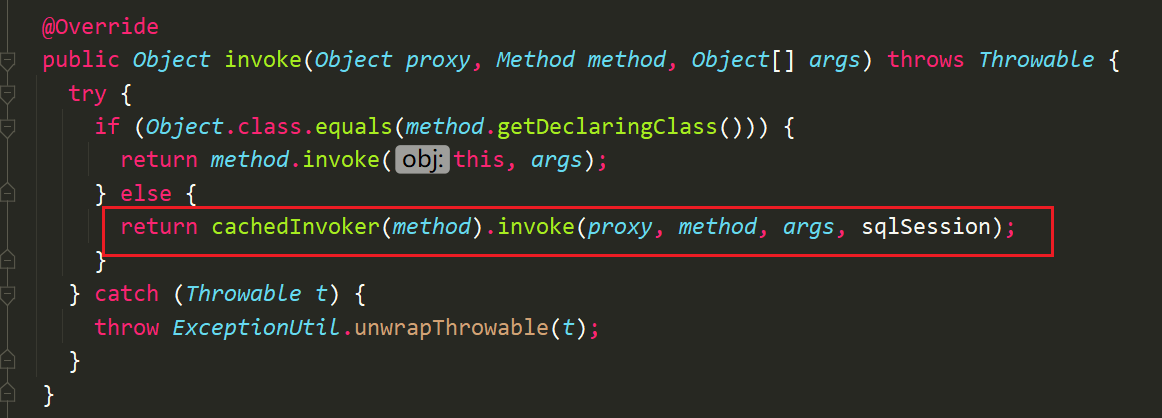 @Override
public Object invoke(Object proxy, Method method, Object[] args) throws Throwable {
try {
if (Object.class.equals(method.getDeclaringClass())) {
return method.invoke( obj: this, args);
} else {
return cachedInvoker(method).invoke(proxy, method, args, sqlSession);
}
} catch (Throwable t) {
throw ExceptionUtil.unwrapThrowable(t);
}
}